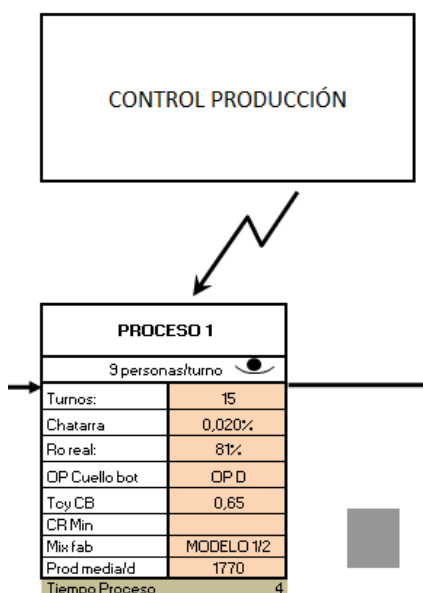 CONTROL PRODUCCIÓN
PROCESO 1
9 personas/turno
Turnos: 15
Chatarra 0,020%
Ro real: 81%
OP Cuello bot OP D
Tcy CB 0,65
CR Min
Mix fab MODELO 1/2
Prod media/d 1770
Tiempo Proceso 4